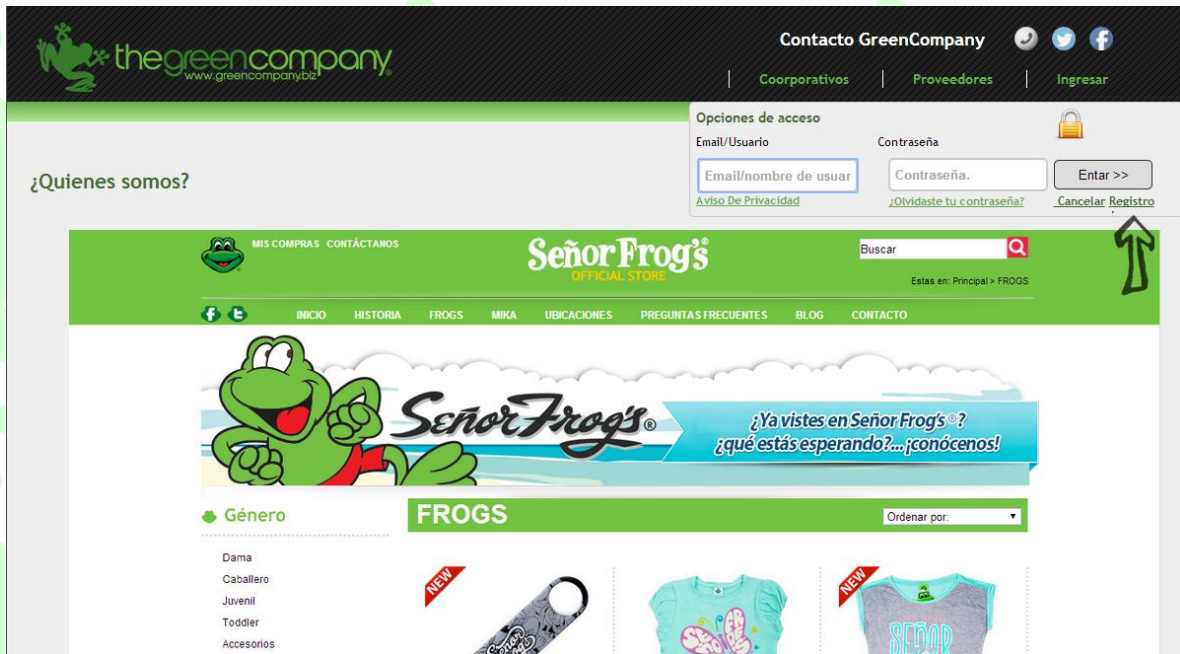 thegreencompany
www.greencompany.biz
Contacto GreenCompany
Coorporativos
Proveedores
Ingresar
Opciones de acceso
Email/Usuario
Contraseña
Email/nombre de usuar
Contraseña.
Entar >>
Aviso De Privacidad
¿Olvidaste tu contraseña?
Cancelar Registro
¿Quienes somos?
MIS COMPRAS CONTÁCTANOS
Señor Frog's
OFFICIAL STORE
Buscar
Estas en: Principal > FROGS
INICIO HISTORIA FROGS MIKA UBICACIONES PREGUNTAS FRECUENTES BLOG CONTACTO
Señor Frog's®
¿Ya vistes en Señor Frog's®?
¿qué estás esperando?... ¡conócenos!
Género
FROGS
Ordenar por:
Dama
Caballero
Juvenil
Toddler
Accesorios
NEW
NEW
SEÑOR